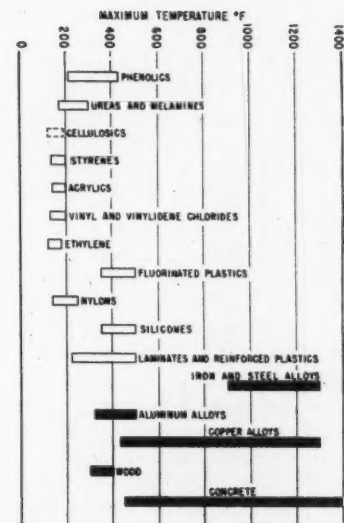 MAXIMUM TEMPERATURE °F
0 200 400 600 800 1000 1200 1400
PHENOLICS
UREAS AND MELAMINES
CELLULOSICS
STYRENES
ACRYLICS
VINYL AND VINYLIDENE CHLORIDES
ETHYLENE
FLUORINATED PLASTICS
NYLONS
SILICONES
LAMINATES AND REINFORCED PLASTICS
IRON AND STEEL ALLOYS
ALUMINUM ALLOYS
COPPER ALLOYS
WOOD
CONCRETE